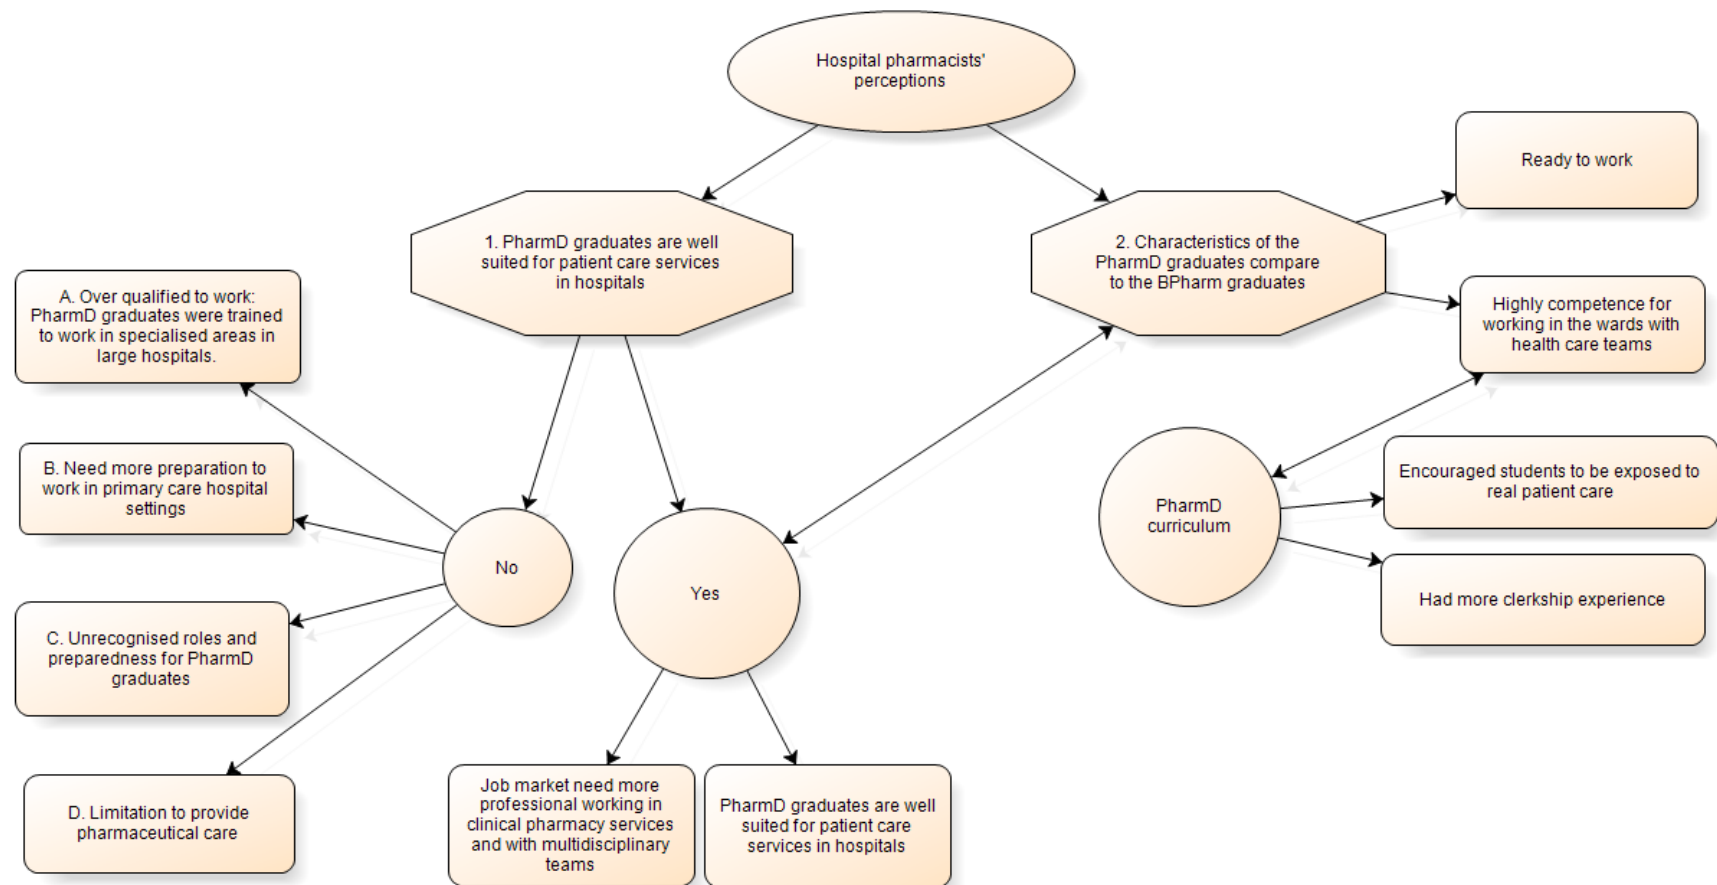 Hospital pharmacists'
perceptions
Ready to work
1. PharmD graduates are well
suited for patient care services
in hospitals
2. Characteristics of the
PharmD graduates compare
to the BPharm graduates
A. Over qualified to work:
PharmD graduates were trained
to work in specialised areas in
large hospitals.
Highly competence for
working in the wards with
health care teams
B. Need more preparation to
work in primary care hospital
settings
Encouraged students to be exposed to
real patient care
PharmD
curriculum
No
Yes
Had more clerkship experience
C. Unrecognised roles and
preparedness for PharmD
graduates
D. Limitation to provide
pharmaceutical care
Job market need more
professional working in
clinical pharmacy services
and with multidisciplinary
teams
PharmD graduates are well
suited for patient care
services in hospitals